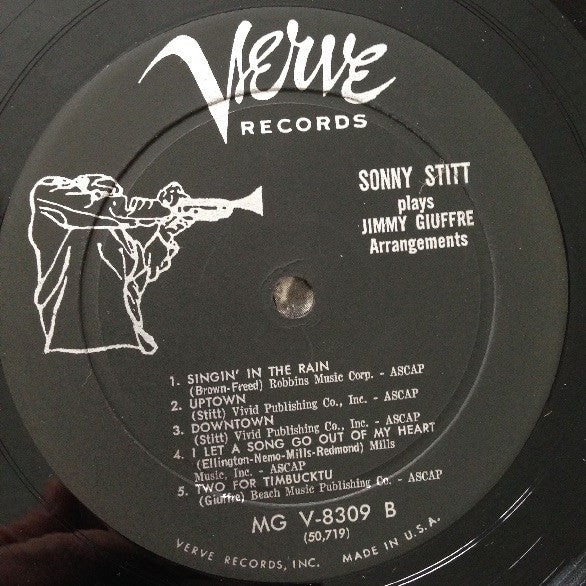 Verve
RECORDS
SONNY STITT
plays
JIMMY GIUFFRE
Arrangements
1. SINGIN' IN THE RAIN
(Brown-Freed) Robbins Music Corp. - ASCAP
2. UPTOWN
(Stitt) Vivid Publishing Co., Inc. - ASCAP
3. DOWNTOWN
(Stitt) Vivid Publishing Co., Inc. - ASCAP
4. I LET A SONG GO OUT OF MY HEART
(Ellington-Nemo-Mills-Redmond) Mills
Music, Inc. - ASCAP
5. TWO FOR TIMBUCKTU
(Giuffre) Beach Music Publishing Co. - ASCAP
MG V-8309 B
(50,719)
VERVE RECORDS, INC. MADE IN U.S.A.